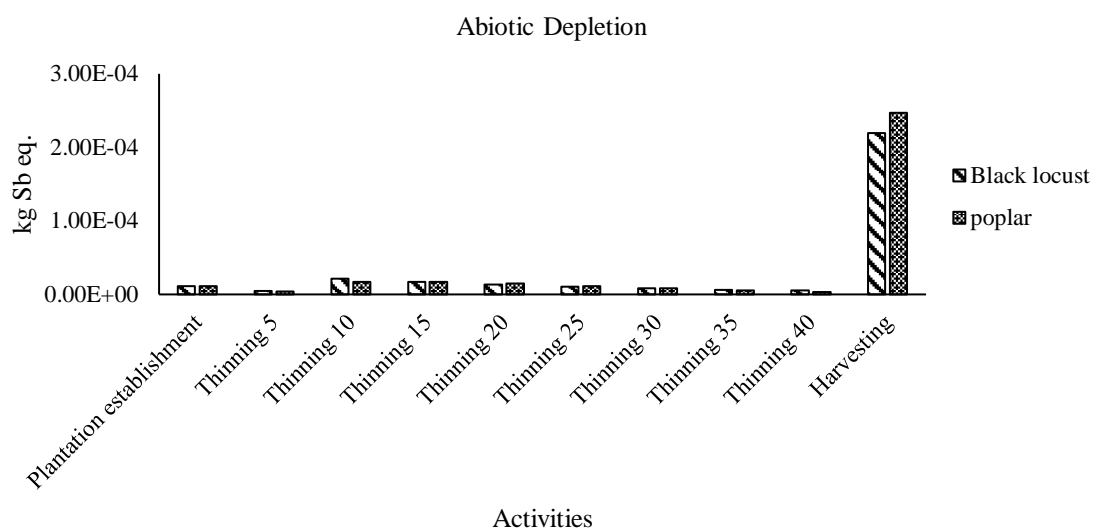 Abiotic Depletion
3.00E-04
2.00E-04
1.00E-04
0.00E+00
kg Sb eq.
Plantation establishment
Thinning 5
Thinning 10
Thinning 15
Thinning 20
Thinning 25
Thinning 30
Thinning 35
Thinning 40
Harvesting
Activities
Black locust
poplar